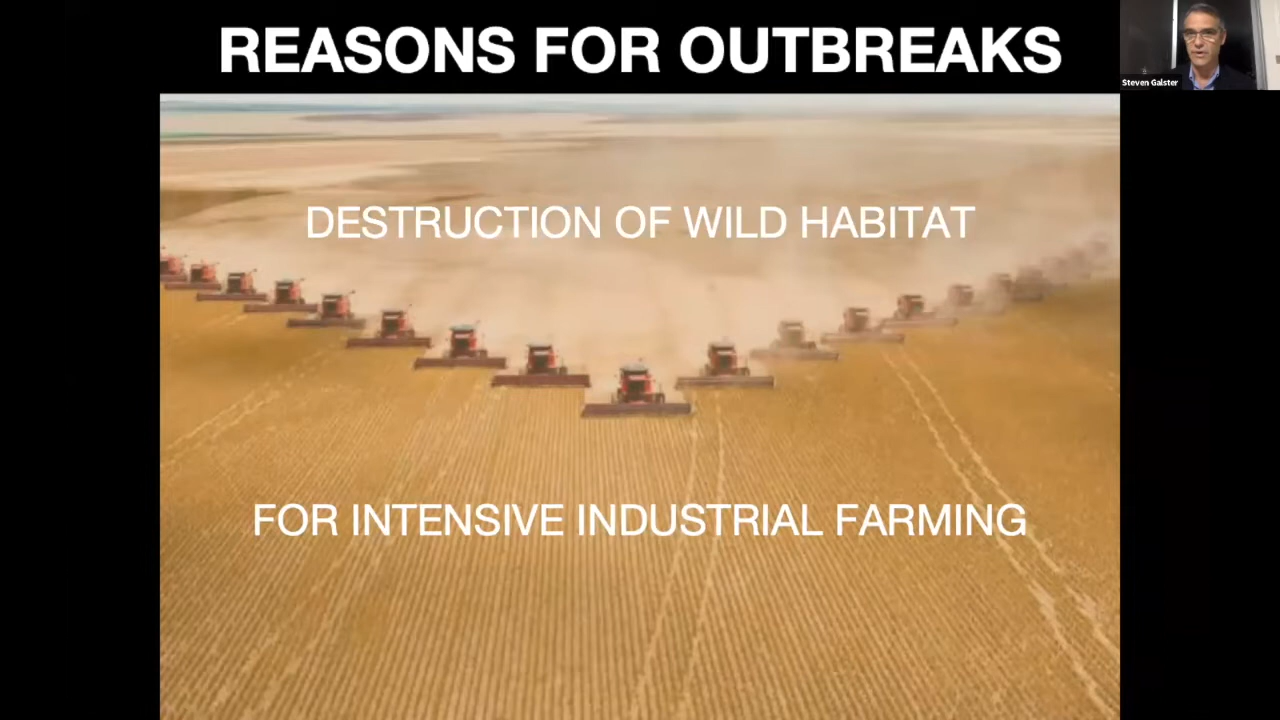 REASONS FOR OUTBREAKS
Steven Galster
DESTRUCTION OF WILD HABITAT
FOR INTENSIVE INDUSTRIAL FARMING